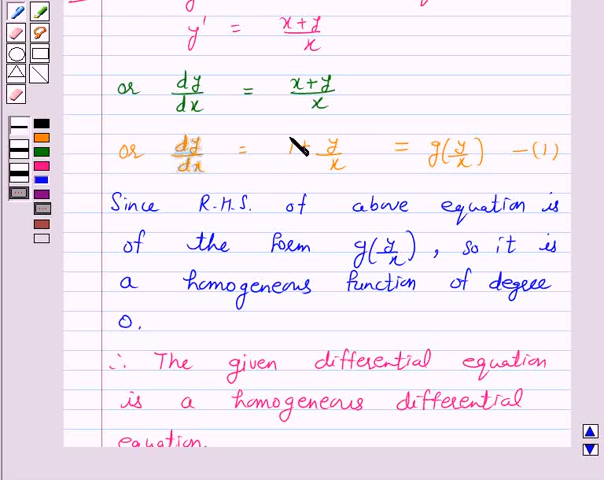 y' = x+y/x
or dy/dx = x+y/x
or dy/dx = 1+ y/x = g(y/x) -(1)
Since R.H.S. of above equation is
of the form g(y/x), so it is
a homogeneous function of degree
0.
∴ The given differential equation
is a homogeneous differential
equation.